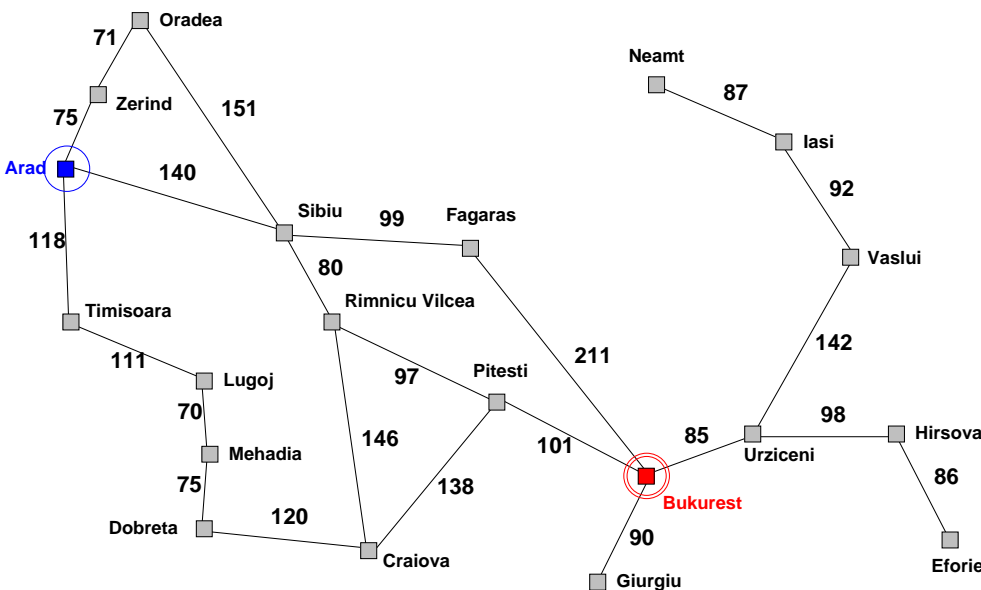 Oradea
71
Neamt
87
Zerind
75
151
Iasi
Arad
140
92
Sibiu
99
Fagaras
118
Vaslui
80
Timisoara
Rimnicu Vilcea
111
211
142
Lugoj
97
Pitesti
70
98
Hirsova
146
101
85
Urziceni
Mehadia
86
75
138
Bukurest
Dobreta
120
90
Craiova
Eforie
Giurgiu